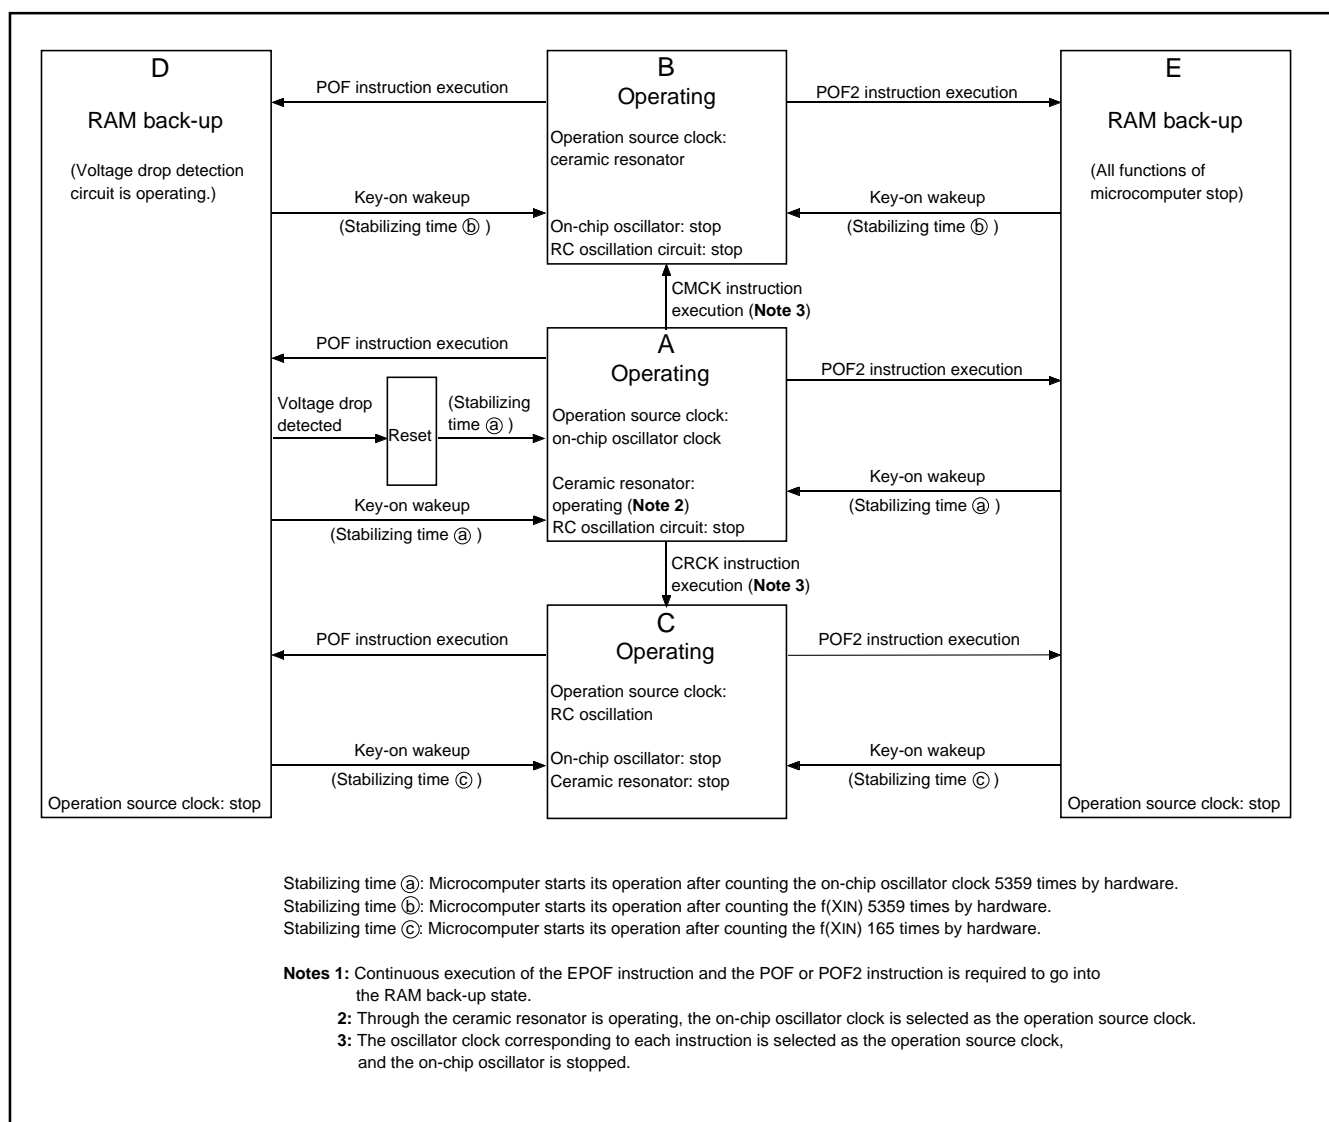 D
RAM back-up
(Voltage drop detection
circuit is operating.)
Operation source clock: stop
POF instruction execution
Key-on wakeup
(Stabilizing time ⓑ )
B
Operating
Operation source clock:
ceramic resonator
On-chip oscillator: stop
RC oscillation circuit: stop
POF2 instruction execution
Key-on wakeup
(Stabilizing time ⓑ )
E
RAM back-up
(All functions of
microcomputer stop)
Operation source clock: stop
CMCK instruction
execution (Note 3)
POF instruction execution
Voltage drop
detected
Reset
(Stabilizing
time ⓐ )
Key-on wakeup
(Stabilizing time ⓐ )
A
Operating
Operation source clock:
on-chip oscillator clock
Ceramic resonator:
operating (Note 2)
RC oscillation circuit: stop
POF2 instruction execution
Key-on wakeup
(Stabilizing time ⓐ )
CRCK instruction
execution (Note 3)
POF instruction execution
Key-on wakeup
(Stabilizing time ⓒ )
C
Operating
Operation source clock:
RC oscillation
On-chip oscillator: stop
Ceramic resonator: stop
POF2 instruction execution
Key-on wakeup
(Stabilizing time ⓒ )
Stabilizing time ⓐ: Microcomputer starts its operation after counting the on-chip oscillator clock 5359 times by hardware.
Stabilizing time ⓑ: Microcomputer starts its operation after counting the f(XIN) 5359 times by hardware.
Stabilizing time ⓒ: Microcomputer starts its operation after counting the f(XIN) 165 times by hardware.
Notes 1: Continuous execution of the EPOF instruction and the POF or POF2 instruction is required to go into
the RAM back-up state.
2: Through the ceramic resonator is operating, the on-chip oscillator clock is selected as the operation source clock.
3: The oscillator clock corresponding to each instruction is selected as the operation source clock,
and the on-chip oscillator is stopped.